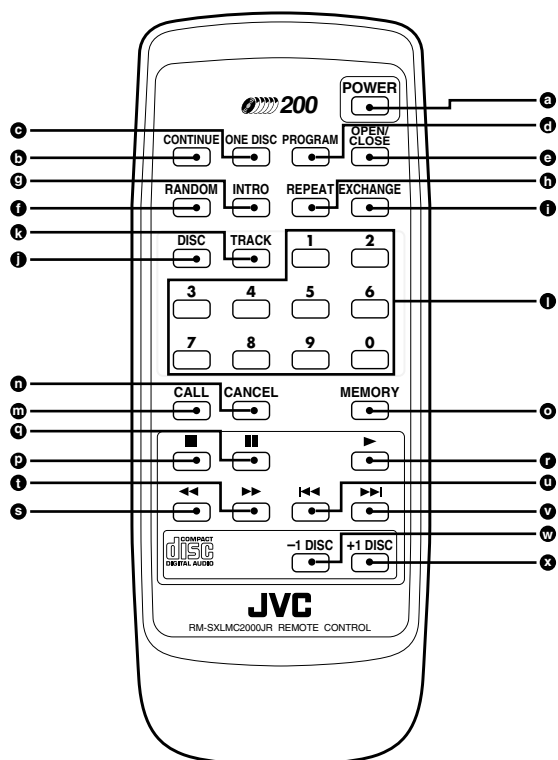 POWER
200
OPEN/
CLOSE
CONTINUE ONE DISC PROGRAM
RANDOM INTRO REPEAT EXCHANGE
DISC TRACK 1 2
3 4 5 6
7 8 9 0
CALL CANCEL MEMORY
COMPACT
disc
DIGITAL AUDIO
–1 DISC +1 DISC
JVC
RM-SXLMC2000JR REMOTE CONTROL
a
c
d
b
e
g
h
f
i
k
j
l
n
m
o
q
p
r
t
u
s
v
w
x